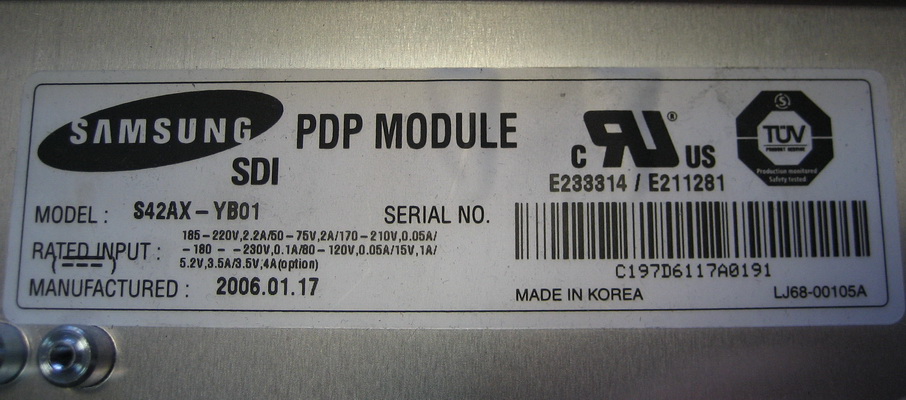 SAMSUNG
SDI
PDP MODULE
C RU ® US
E233314 / E211281
TÜV
PRODUCT SERVICE
Production monitored
Safety tested
MODEL : S42AX-YB01
SERIAL NO.
RATED INPUT : 185-220V,2.2A/50-75V,2A/170-210V,0.05A/
-180 - -230V,0.1A/80-120V,0.05A/15V,1A/
5.2V,3.5A/3.5V,4A(option)
C197D6117A0191
MANUFACTURED : 2006.01.17
MADE IN KOREA
LJ68-00105A